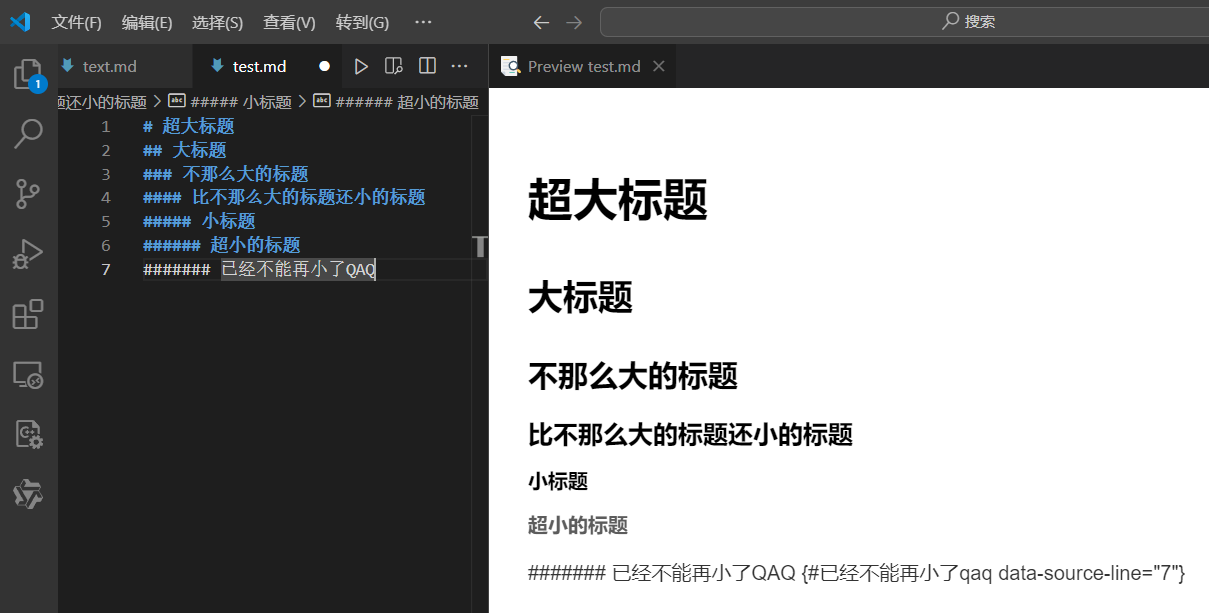 文件(F) 编辑(E) 选择(S) 查看(V) 转到(G) ··· 搜索
text.md test.md Preview test.md
1
题还小的标题 > ##### 小标题 > ###### 超小的标题
1 # 超大标题
2 ## 大标题
3 ### 不那么大的标题
4 #### 比不那么大的标题还小的标题
5 ##### 小标题
6 ###### 超小的标题
7 ####### 已经不能再小了QAQ
超大标题
大标题
不那么大的标题
比不那么大的标题还小的标题
小标题
超小的标题
####### 已经不能再小了QAQ {#已经不能再小了qaq data-source-line="7"}